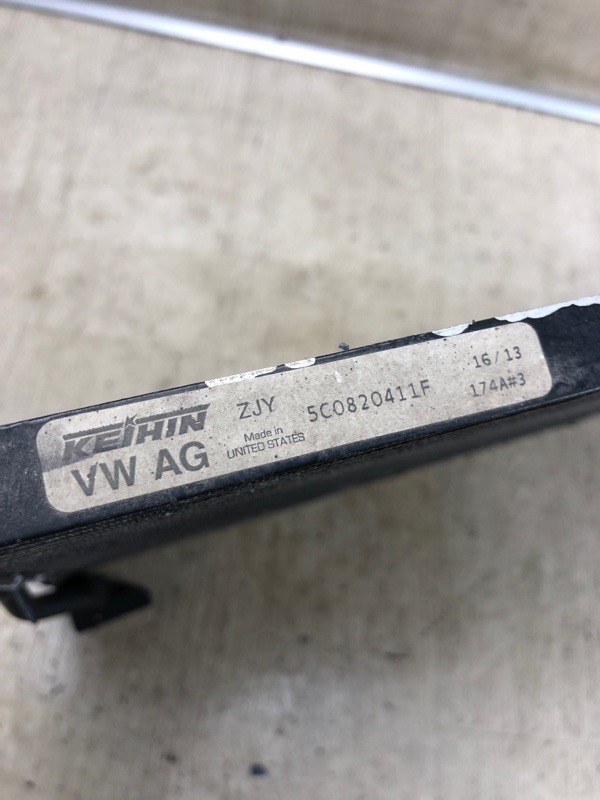 KEIHIN ZJY 5C0820411F 16/13
VW AG Made in 174A#3
UNITED STATES